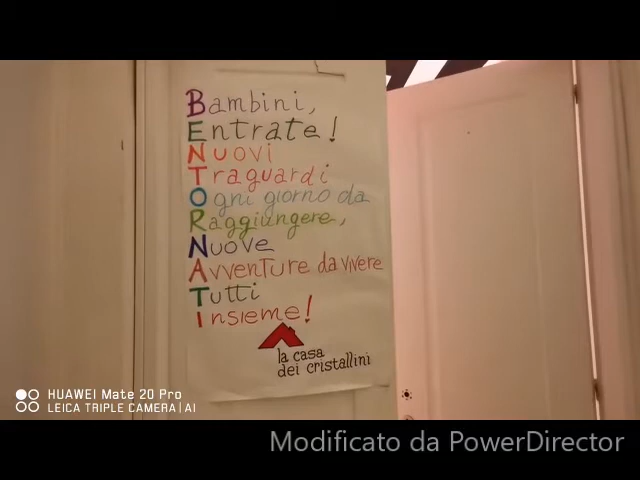 Bambini,
Entrate!
Nuovi
Traguardi
Ogni giorno da
Raggiungere,
Nuove
Avventure da vivere
Tutti
Insieme!
la casa
dei cristallini
HUAWEI Mate 20 Pro
LEICA TRIPLE CAMERA | AI
Modificato da PowerDirector